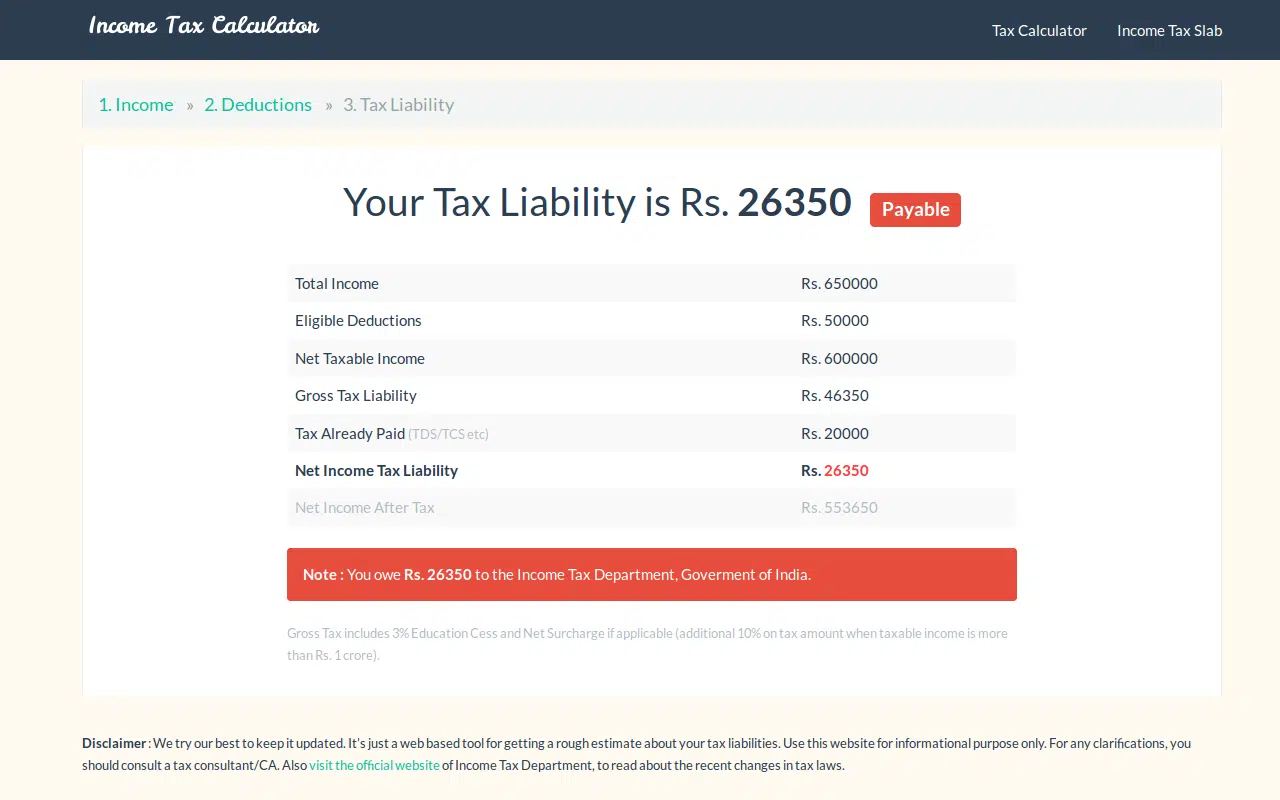 Income Tax Calculator
Tax Calculator Income Tax Slab
1. Income » 2. Deductions » 3. Tax Liability
Your Tax Liability is Rs. 26350 Payable
Total Income Rs. 650000
Eligible Deductions Rs. 50000
Net Taxable Income Rs. 600000
Gross Tax Liability Rs. 46350
Tax Already Paid (TDS/TCS etc) Rs. 20000
Net Income Tax Liability Rs. 26350
Net Income After Tax Rs. 553650
Note : You owe Rs. 26350 to the Income Tax Department, Goverment of India.
Gross Tax includes 3% Education Cess and Net Surcharge if applicable (additional 10% on tax amount when taxable income is more
than Rs. 1 crore).
Disclaimer : We try our best to keep it updated. It's just a web based tool for getting a rough estimate about your tax liabilities. Use this website for informational purpose only. For any clarifications, you
should consult a tax consultant/CA. Also visit the official website of Income Tax Department, to read about the recent changes in tax laws.